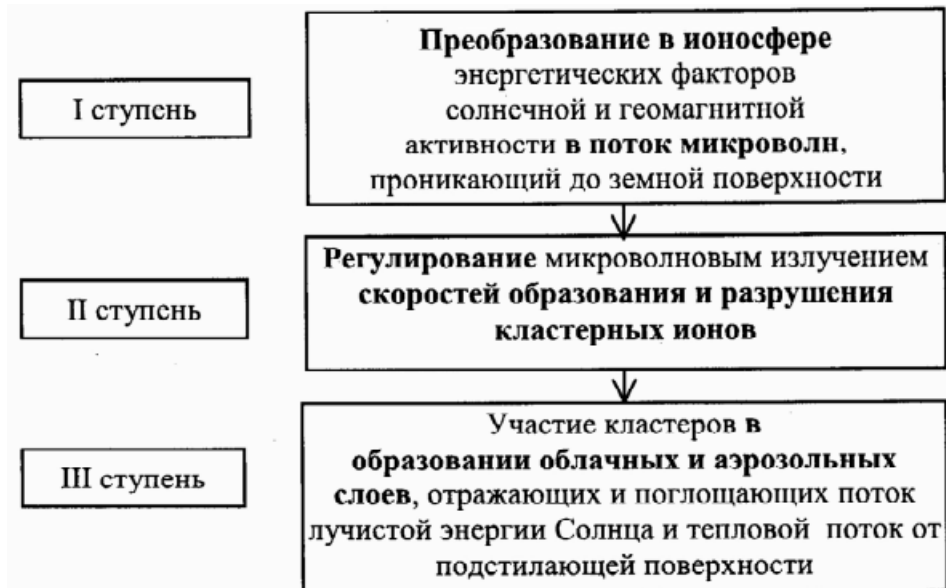 I ступень
Преобразование в ионосфере
энергетических факторов
солнечной и геомагнитной
активности в поток микроволн,
проникающий до земной поверхности
II ступень
Регулирование микроволновым излучением
скоростей образования и разрушения
кластерных ионов
III ступень
Участие кластеров в
образовании облачных и аэрозольных
слоев, отражающих и поглощающих поток
лучистой энергии Солнца и тепловой поток от
подстилающей поверхности